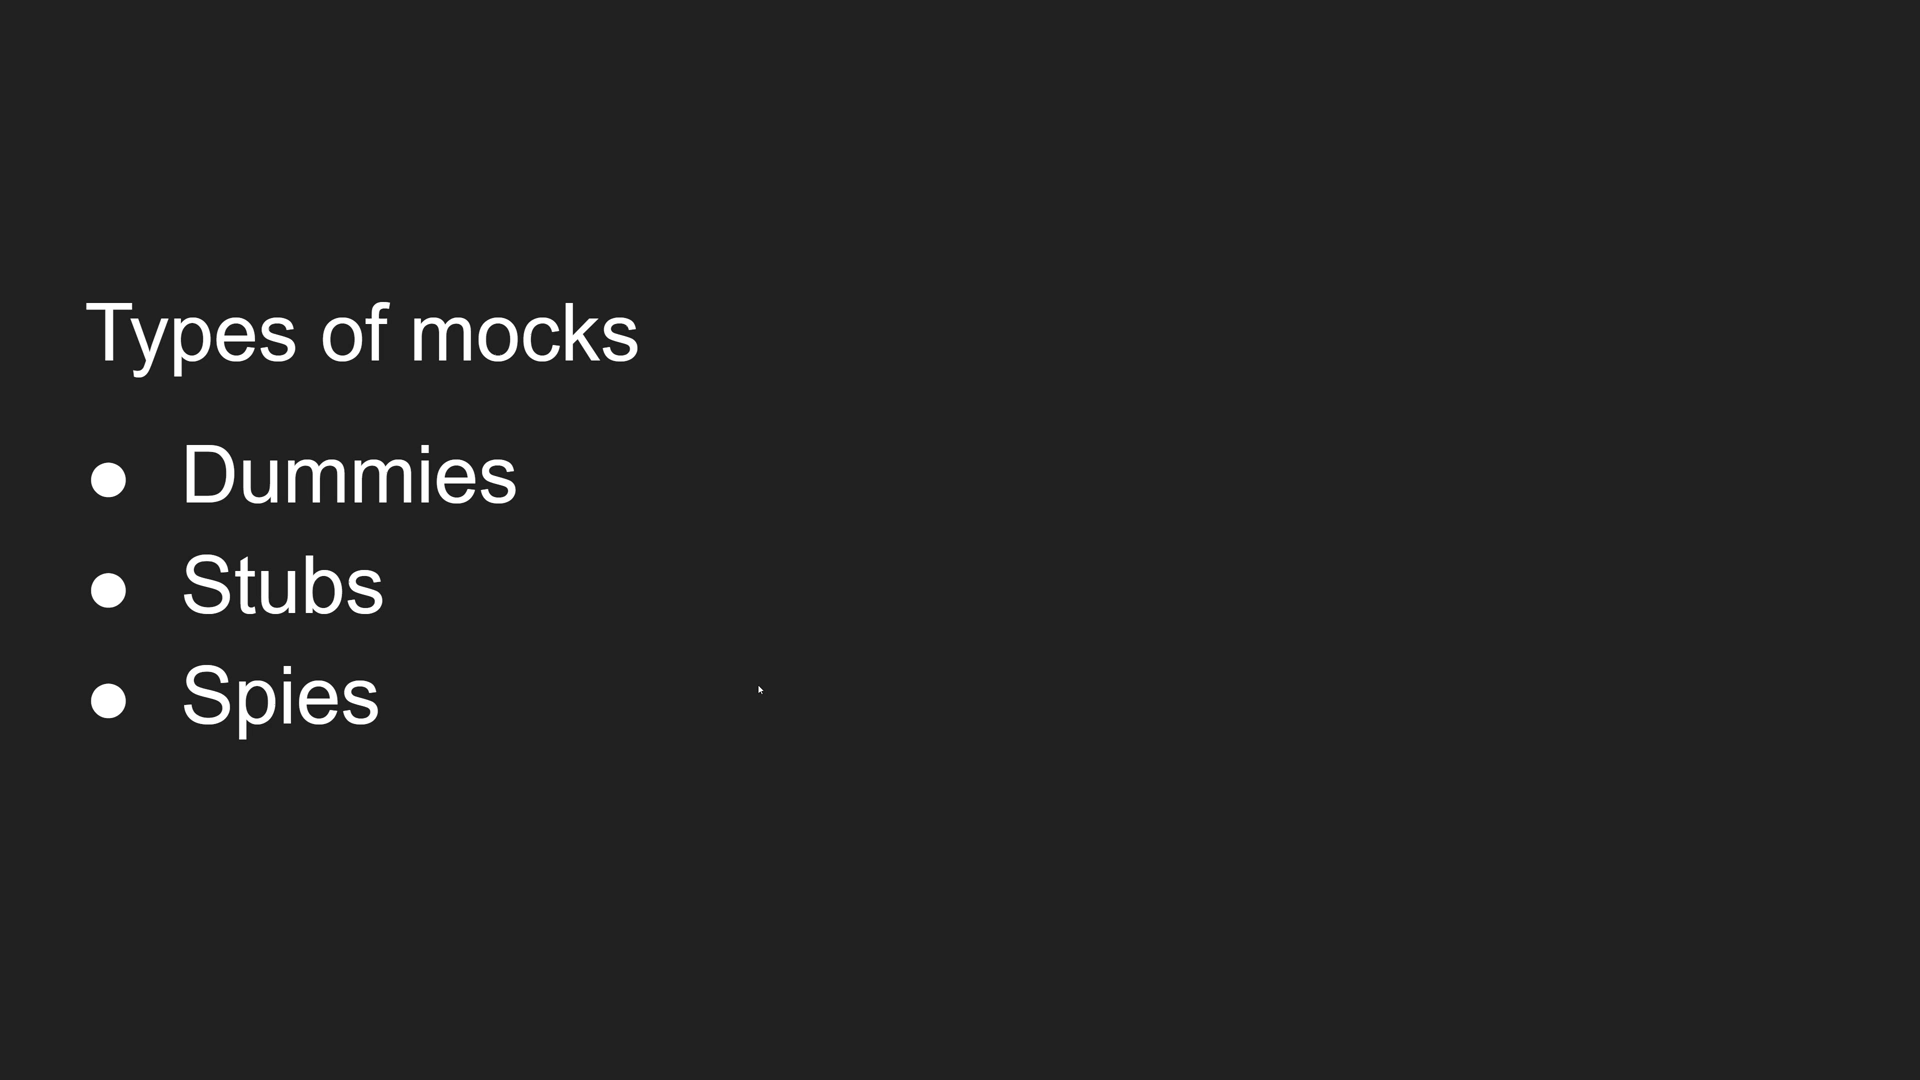 Types of mocks
● Dummies
● Stubs
● Spies